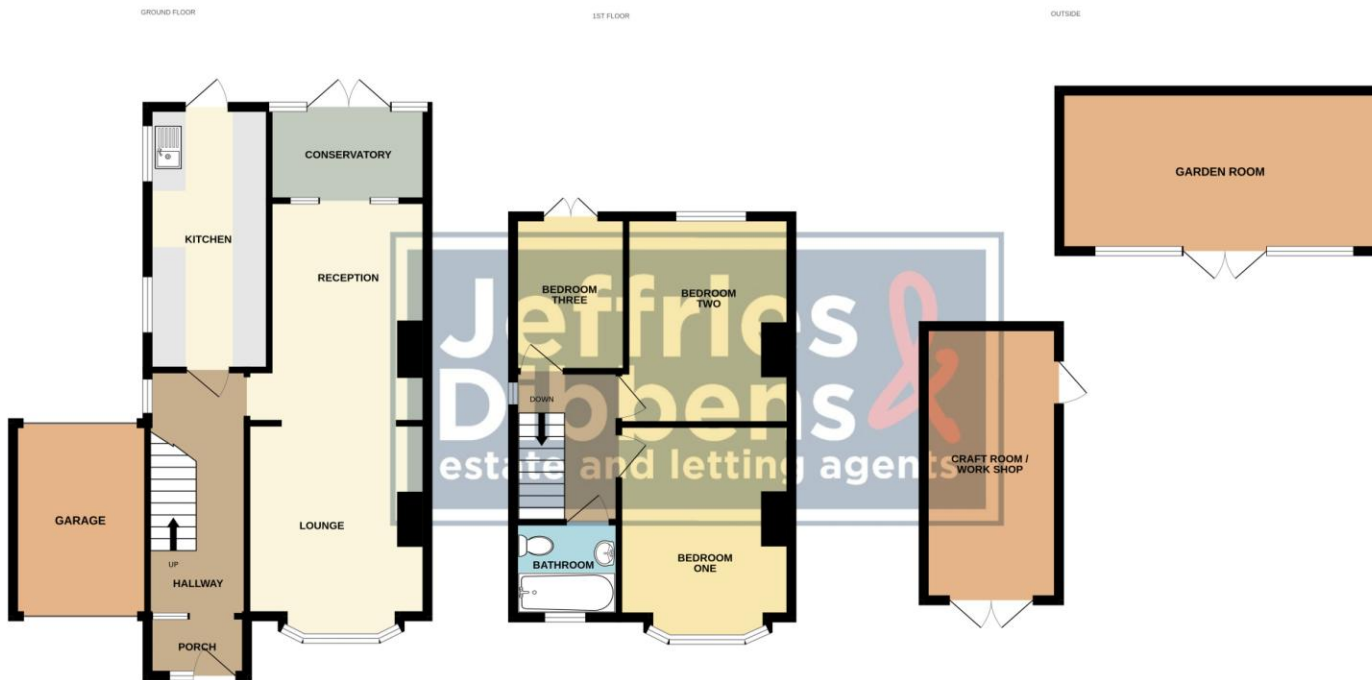 GROUND FLOOR
1ST FLOOR
OUTSIDE
CONSERVATORY
KITCHEN
RECEPTION
GARAGE
LOUNGE
UP
HALLWAY
PORCH
BEDROOM
THREE
BEDROOM
TWO
DOWN
BATHROOM
BEDROOM
ONE
GARDEN ROOM
CRAFT ROOM /
WORK SHOP
Jeffries
& Dibbens
estate and letting agents